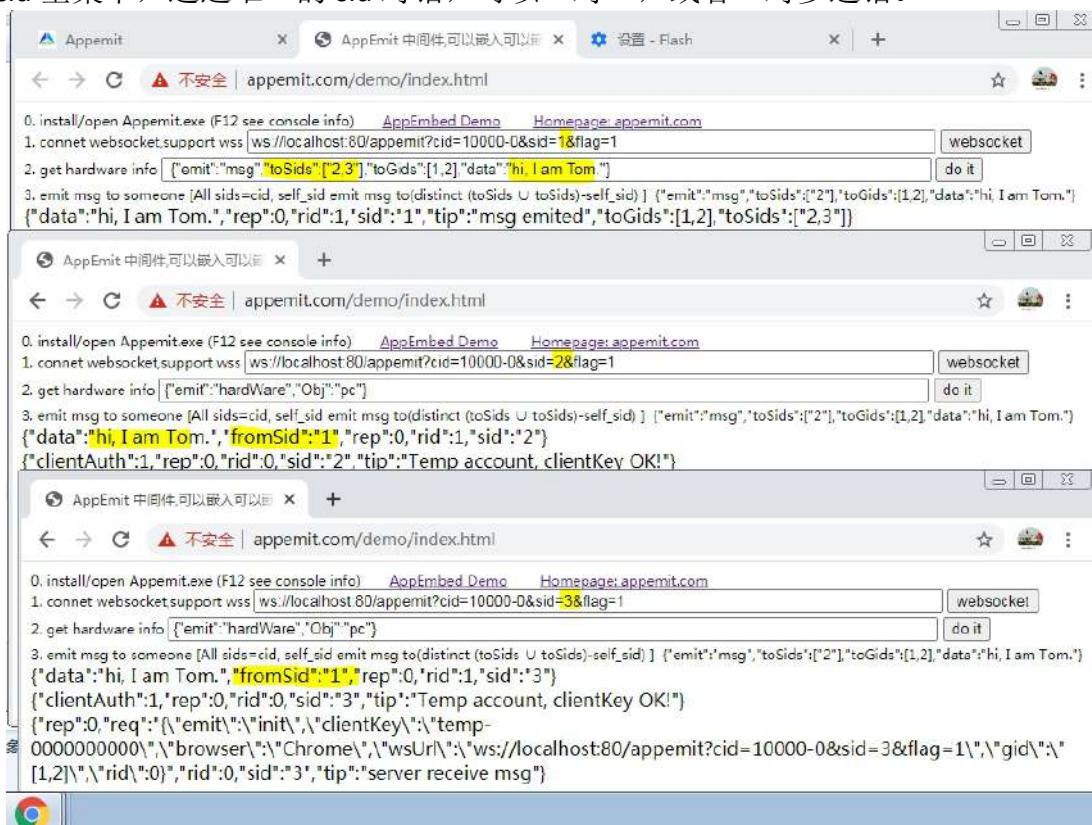 Appemit
AppEmit 中间件,可以嵌入可以
设置 - Flash
不安全 | appemit.com/demo/index.html
0. install/open Appemit.exe (F12 see console info) AppEmbed Demo Homepage: appemit.com
1. connet websocket,support wss ws://localhost:80/appemit?cid=10000-0&sid=1&flag=1 websocket
2. get hardware info {"emit":"msg","toSids":["2,3"],"toGids":[1,2],"data":"hi, I am Tom."} do it
3. emit msg to someone [All sids=cid, self_sid emit msg to(distinct (toSids ∪ toSids)-self_sid) ] {"emit":"msg","toSids":["2"],"toGids":[1,2],"data":"hi, I am Tom."}
{"data":"hi, I am Tom.","rep":0,"rid":1,"sid":"1","tip":"msg emited","toGids":[1,2],"toSids":["2,3"]}
AppEmit 中间件,可以嵌入可以
不安全 | appemit.com/demo/index.html
0. install/open Appemit.exe (F12 see console info) AppEmbed Demo Homepage: appemit.com
1. connet websocket,support wss ws://localhost:80/appemit?cid=10000-0&sid=2&flag=1 websocket
2. get hardware info {"emit":"hardWare","Obj":"pc"} do it
3. emit msg to someone [All sids=cid, self_sid emit msg to(distinct (toSids ∪ toSids)-self_sid) ] {"emit":"msg","toSids":["2"],"toGids":[1,2],"data":"hi, I am Tom."}
{"data":"hi, I am Tom.","fromSid":"1","rep":0,"rid":1,"sid":"2"}
{"clientAuth":1,"rep":0,"rid":0,"sid":"2","tip":"Temp account, clientKey OK!"}
AppEmit 中间件,可以嵌入可以
不安全 | appemit.com/demo/index.html
0. install/open Appemit.exe (F12 see console info) AppEmbed Demo Homepage: appemit.com
1. connet websocket,support wss ws://localhost:80/appemit?cid=10000-0&sid=3&flag=1 websocket
2. get hardware info {"emit":"hardWare","Obj":"pc"} do it
3. emit msg to someone [All sids=cid, self_sid emit msg to(distinct (toSids ∪ toSids)-self_sid) ] {"emit":"msg","toSids":["2"],"toGids":[1,2],"data":"hi, I am Tom."}
{"data":"hi, I am Tom.","fromSid":"1","rep":0,"rid":1,"sid":"3"}
{"clientAuth":1,"rep":0,"rid":0,"sid":"3","tip":"Temp account, clientKey OK!"}
{"rep":0,"req":"{\"emit\":\"init\",\"clientKey\":\"temp-
0000000000\",\"browser\":\"Chrome\",\"wsUrl\":\"ws://localhost:80/appemit?cid=10000-0&sid=3&flag=1\",\"gid\":\"
[1,2]\",\"rid\":0}","rid":0,"sid":"3","tip":"server receive msg"}